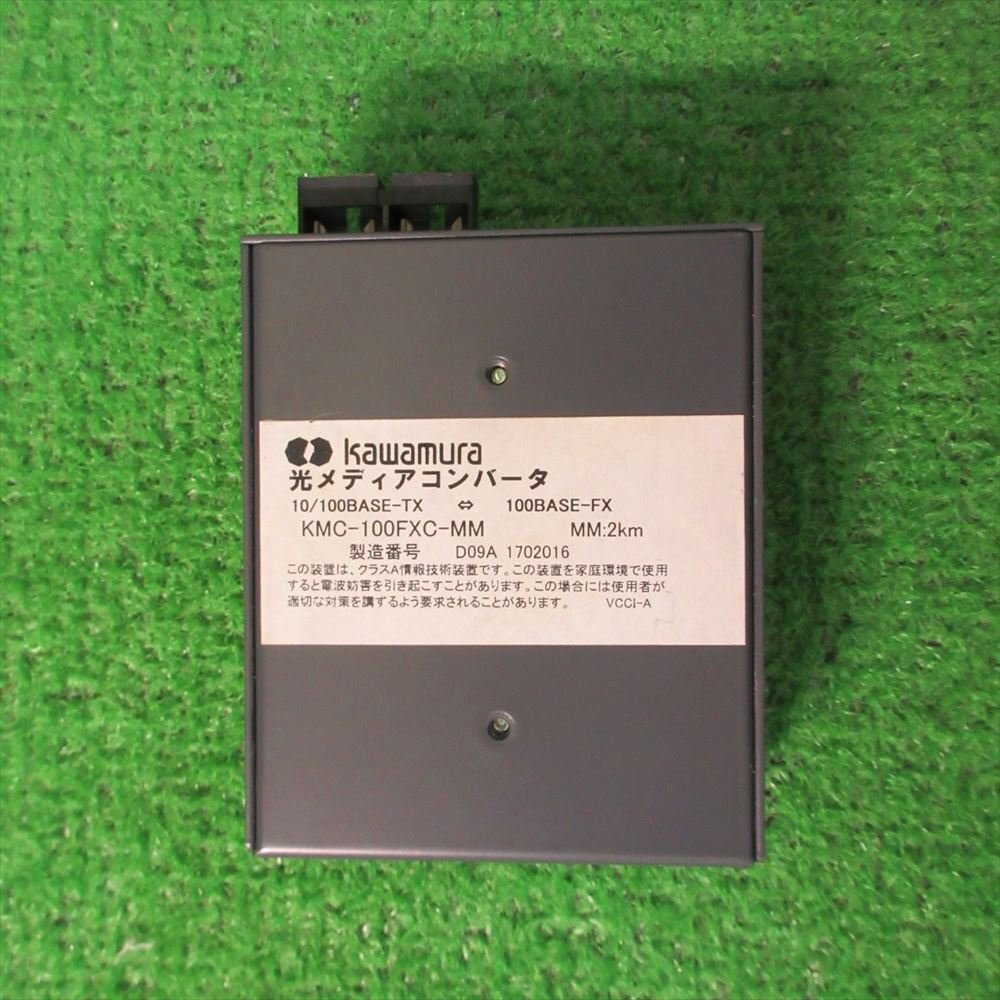 kawamura
光メディアコンバータ
10/100BASE-TX ⇔ 100BASE-FX
KMC-100FXC-MM MM:2km
製造番号 D09A 1702016
この装置は、クラスA情報技術装置です。この装置を家庭環境で使用
すると電波妨害を引き起こすことがあります。この場合には使用者が
適切な対策を講ずるよう要求されることがあります。 VCCI-A